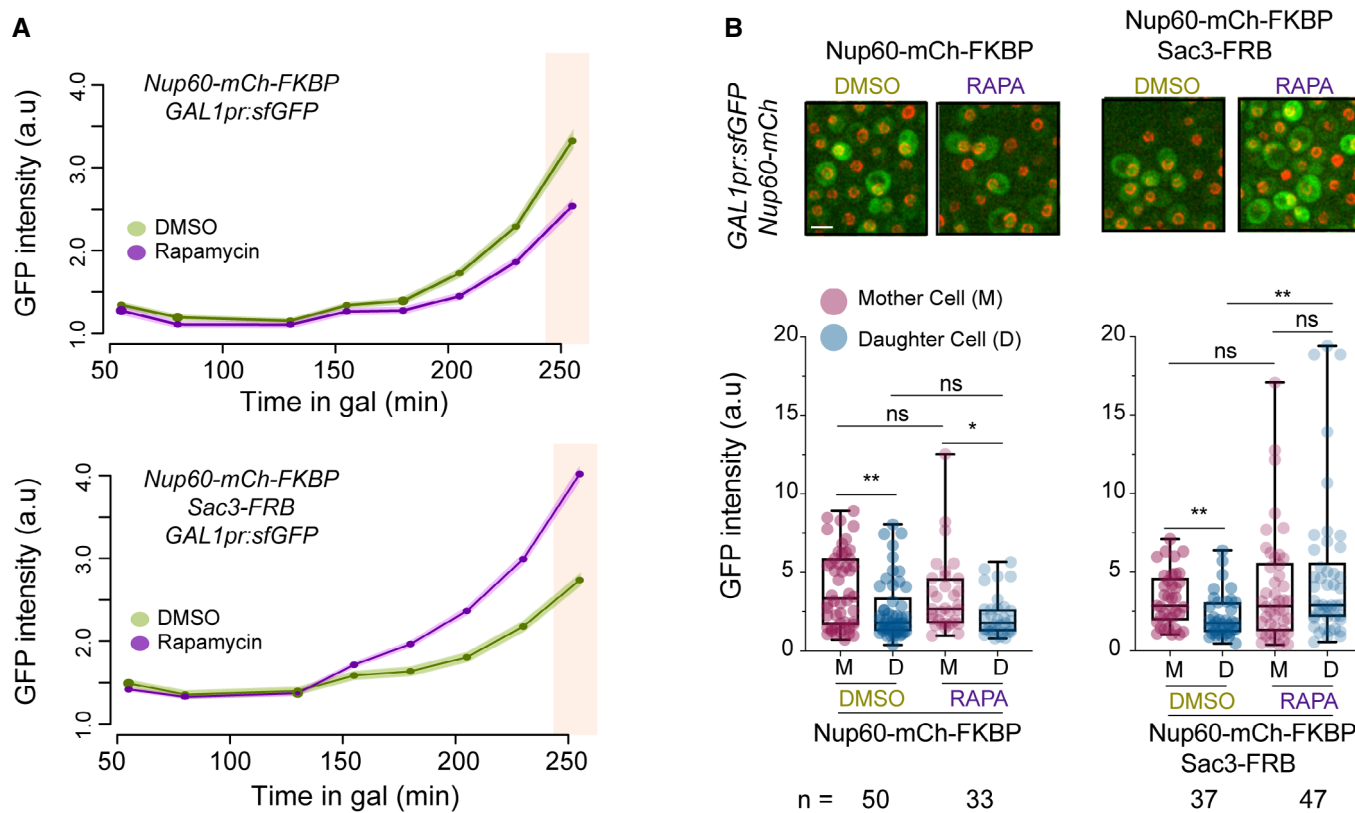 A
Nup60-mCh-FKBP
GAL1pr:sfGFP
GFP intensity (a.u)
4.0
3.0
2.0
1.0
DMSO
Rapamycin
50
100
150
200
250
Time in gal (min)
Nup60-mCh-FKBP
Sac3-FRB
GAL1pr:sfGFP
GFP intensity (a.u)
4.0
3.0
2.0
1.0
DMSO
Rapamycin
50
100
150
200
250
Time in gal (min)
B
Nup60-mCh-FKBP
DMSO
RAPA
Nup60-mCh-FKBP
Sac3-FRB
DMSO
RAPA
GAL1pr:sfGFP
Nup60-mCh
Mother Cell (M)
Daughter Cell (D)
GFP intensity (a.u)
20
15
10
5
0
**
ns
ns
*
M D M D
DMSO RAPA
Nup60-mCh-FKBP
20
15
10
5
0
**
ns
ns
**
M D M D
DMSO RAPA
Nup60-mCh-FKBP
Sac3-FRB
n = 50 33 37 47